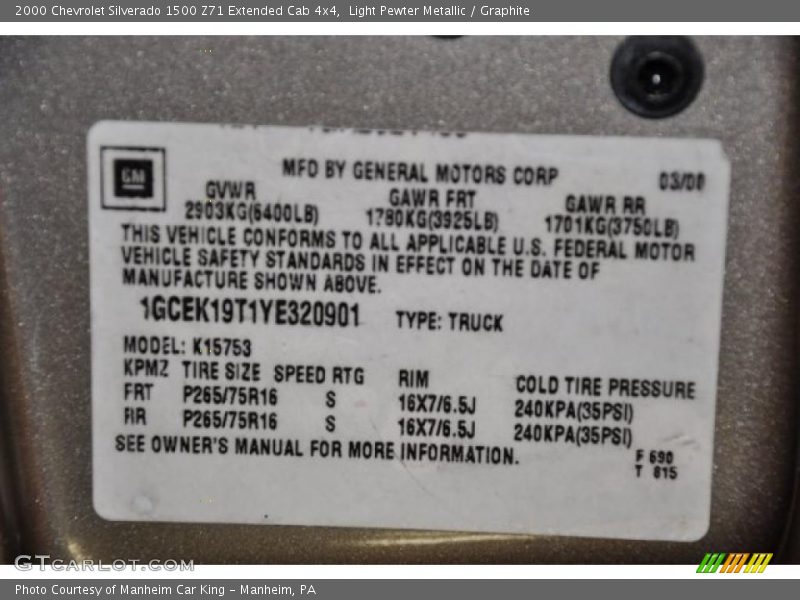 2000 Chevrolet Silverado 1500 Z71 Extended Cab 4x4,  Light Pewter Metallic / Graphite
GM
MFD BY GENERAL MOTORS CORP 03/00
GVWR GAWR FRT GAWR RR
2903KG(6400LB) 1780KG(3925LB) 1701KG(3750LB)
THIS VEHICLE CONFORMS TO ALL APPLICABLE U.S. FEDERAL MOTOR
VEHICLE SAFETY STANDARDS IN EFFECT ON THE DATE OF
MANUFACTURE SHOWN ABOVE.
1GCEK19T1YE320901 TYPE: TRUCK
MODEL: K15753
KPMZ TIRE SIZE SPEED RTG RIM COLD TIRE PRESSURE
FRT P265/75R16 S 16X7/6.5J 240KPA(35PSI)
RR P265/75R16 S 16X7/6.5J 240KPA(35PSI)
SEE OWNER'S MANUAL FOR MORE INFORMATION.
F 690
T 815
GTCARLOT.COM
Photo Courtesy of Manheim Car King - Manheim, PA